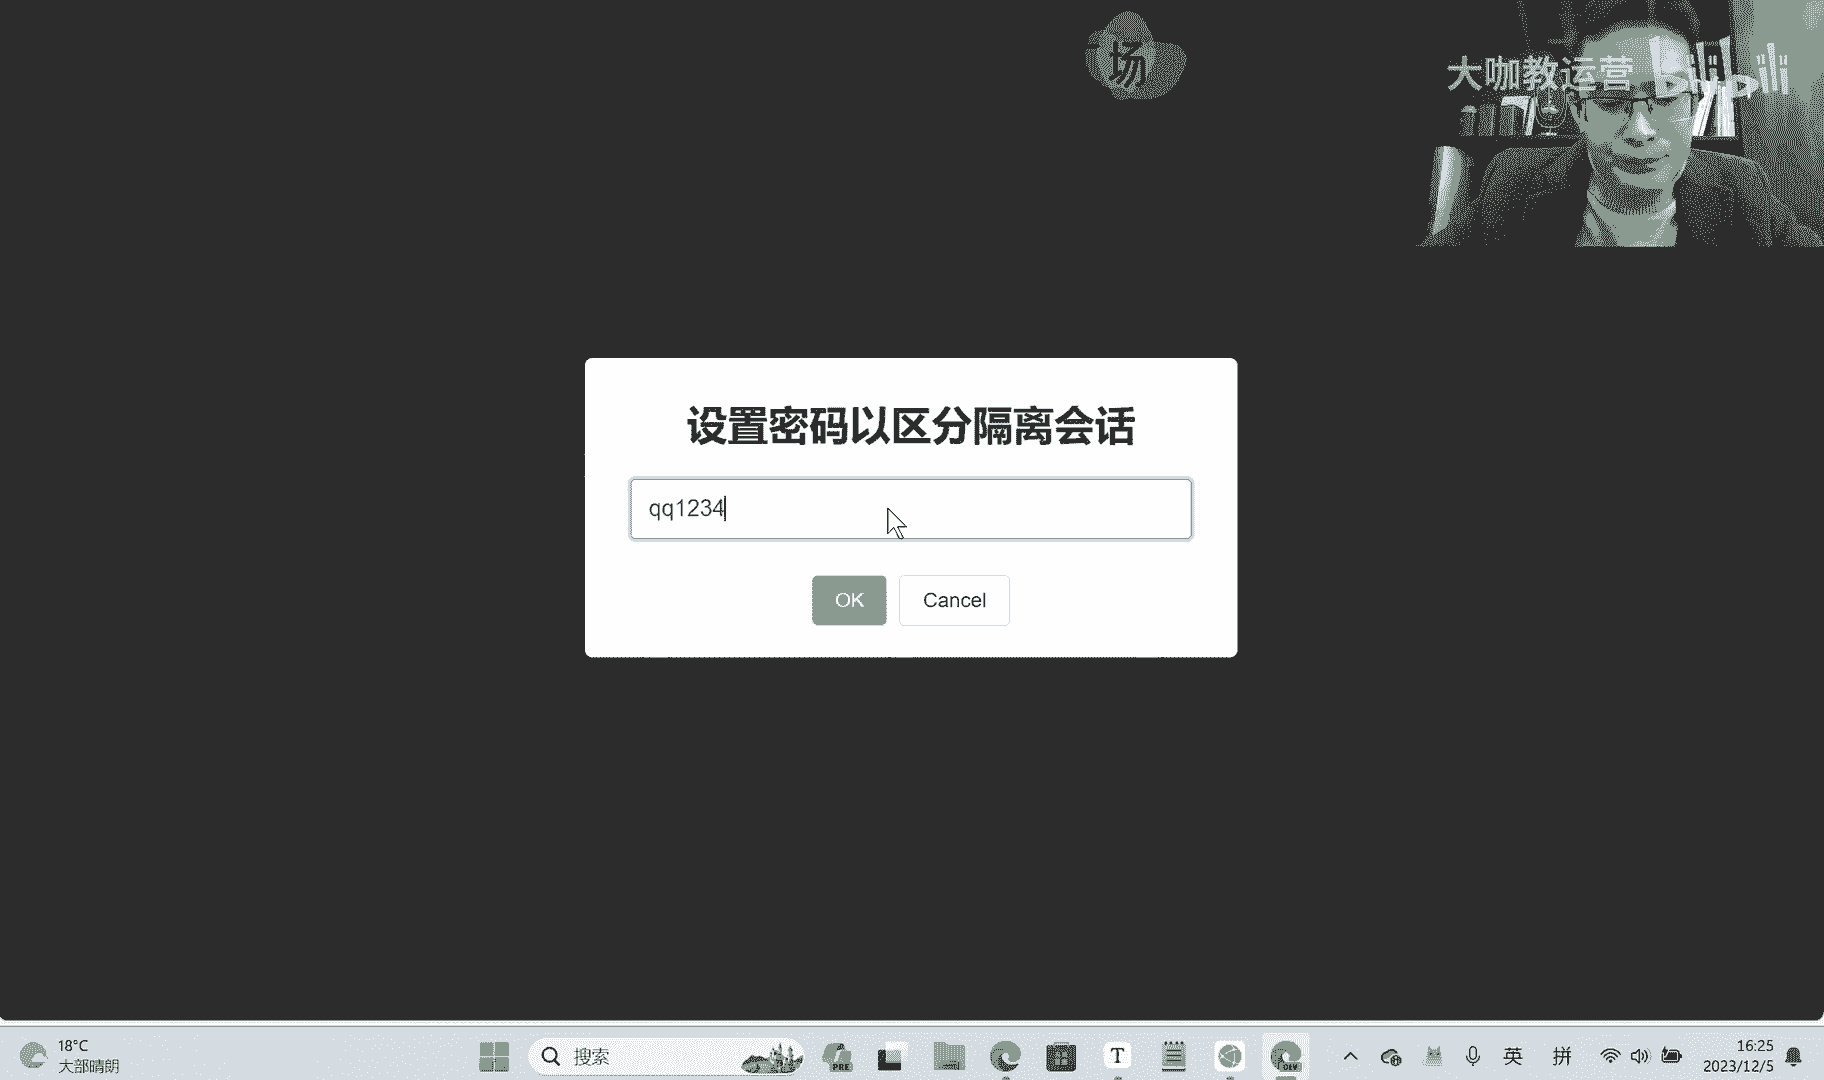 场
大咖教运营 bilibili
设置密码以区分隔离会话
qq1234
OK Cancel
18°C
大部晴朗
搜索
PRE
T
DEV
英 拼
16:25
2023/12/5